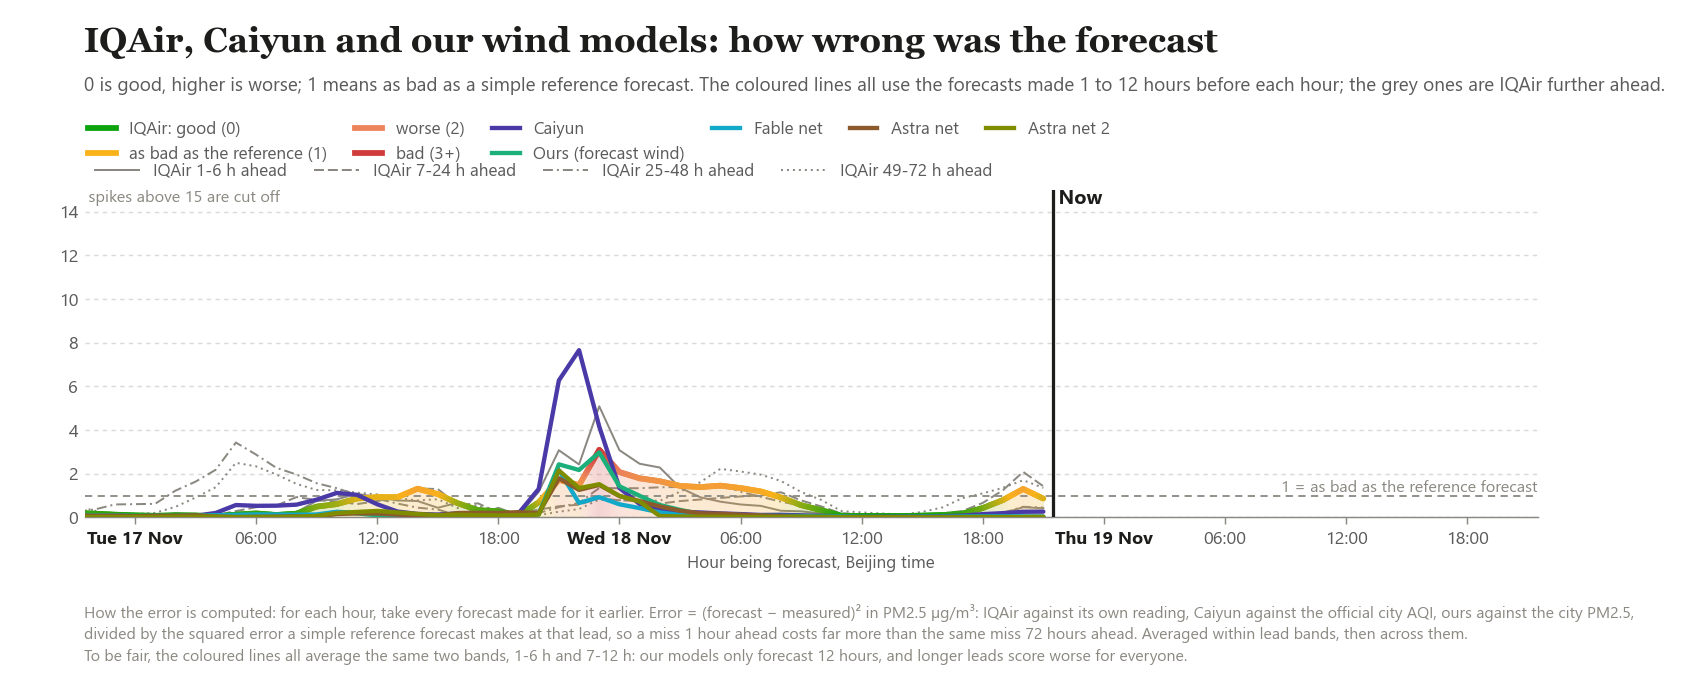 IQAir, Caiyun and our wind models: how wrong was the forecast
0 is good, higher is worse; 1 means as bad as a simple reference forecast. The coloured lines all use the forecasts made 1 to 12 hours before each hour; the grey ones are IQAir further ahead.
IQAir: good (0) worse (2) Caiyun Fable net Astra net Astra net 2
as bad as the reference (1) bad (3+) Ours (forecast wind)
IQAir 1-6 h ahead IQAir 7-24 h ahead IQAir 25-48 h ahead IQAir 49-72 h ahead
spikes above 15 are cut off
Now
14
12
10
8
6
4
2
1 = as bad as the reference forecast
0
Tue 17 Nov 06:00 12:00 18:00 Wed 18 Nov 06:00 12:00 18:00 Thu 19 Nov 06:00 12:00 18:00
Hour being forecast, Beijing time
How the error is computed: for each hour, take every forecast made for it earlier. Error = (forecast − measured)² in PM2.5 µg/m³: IQAir against its own reading, Caiyun against the official city AQI, ours against the city PM2.5,
divided by the squared error a simple reference forecast makes at that lead, so a miss 1 hour ahead costs far more than the same miss 72 hours ahead. Averaged within lead bands, then across them.
To be fair, the coloured lines all average the same two bands, 1-6 h and 7-12 h: our models only forecast 12 hours, and longer leads score worse for everyone.